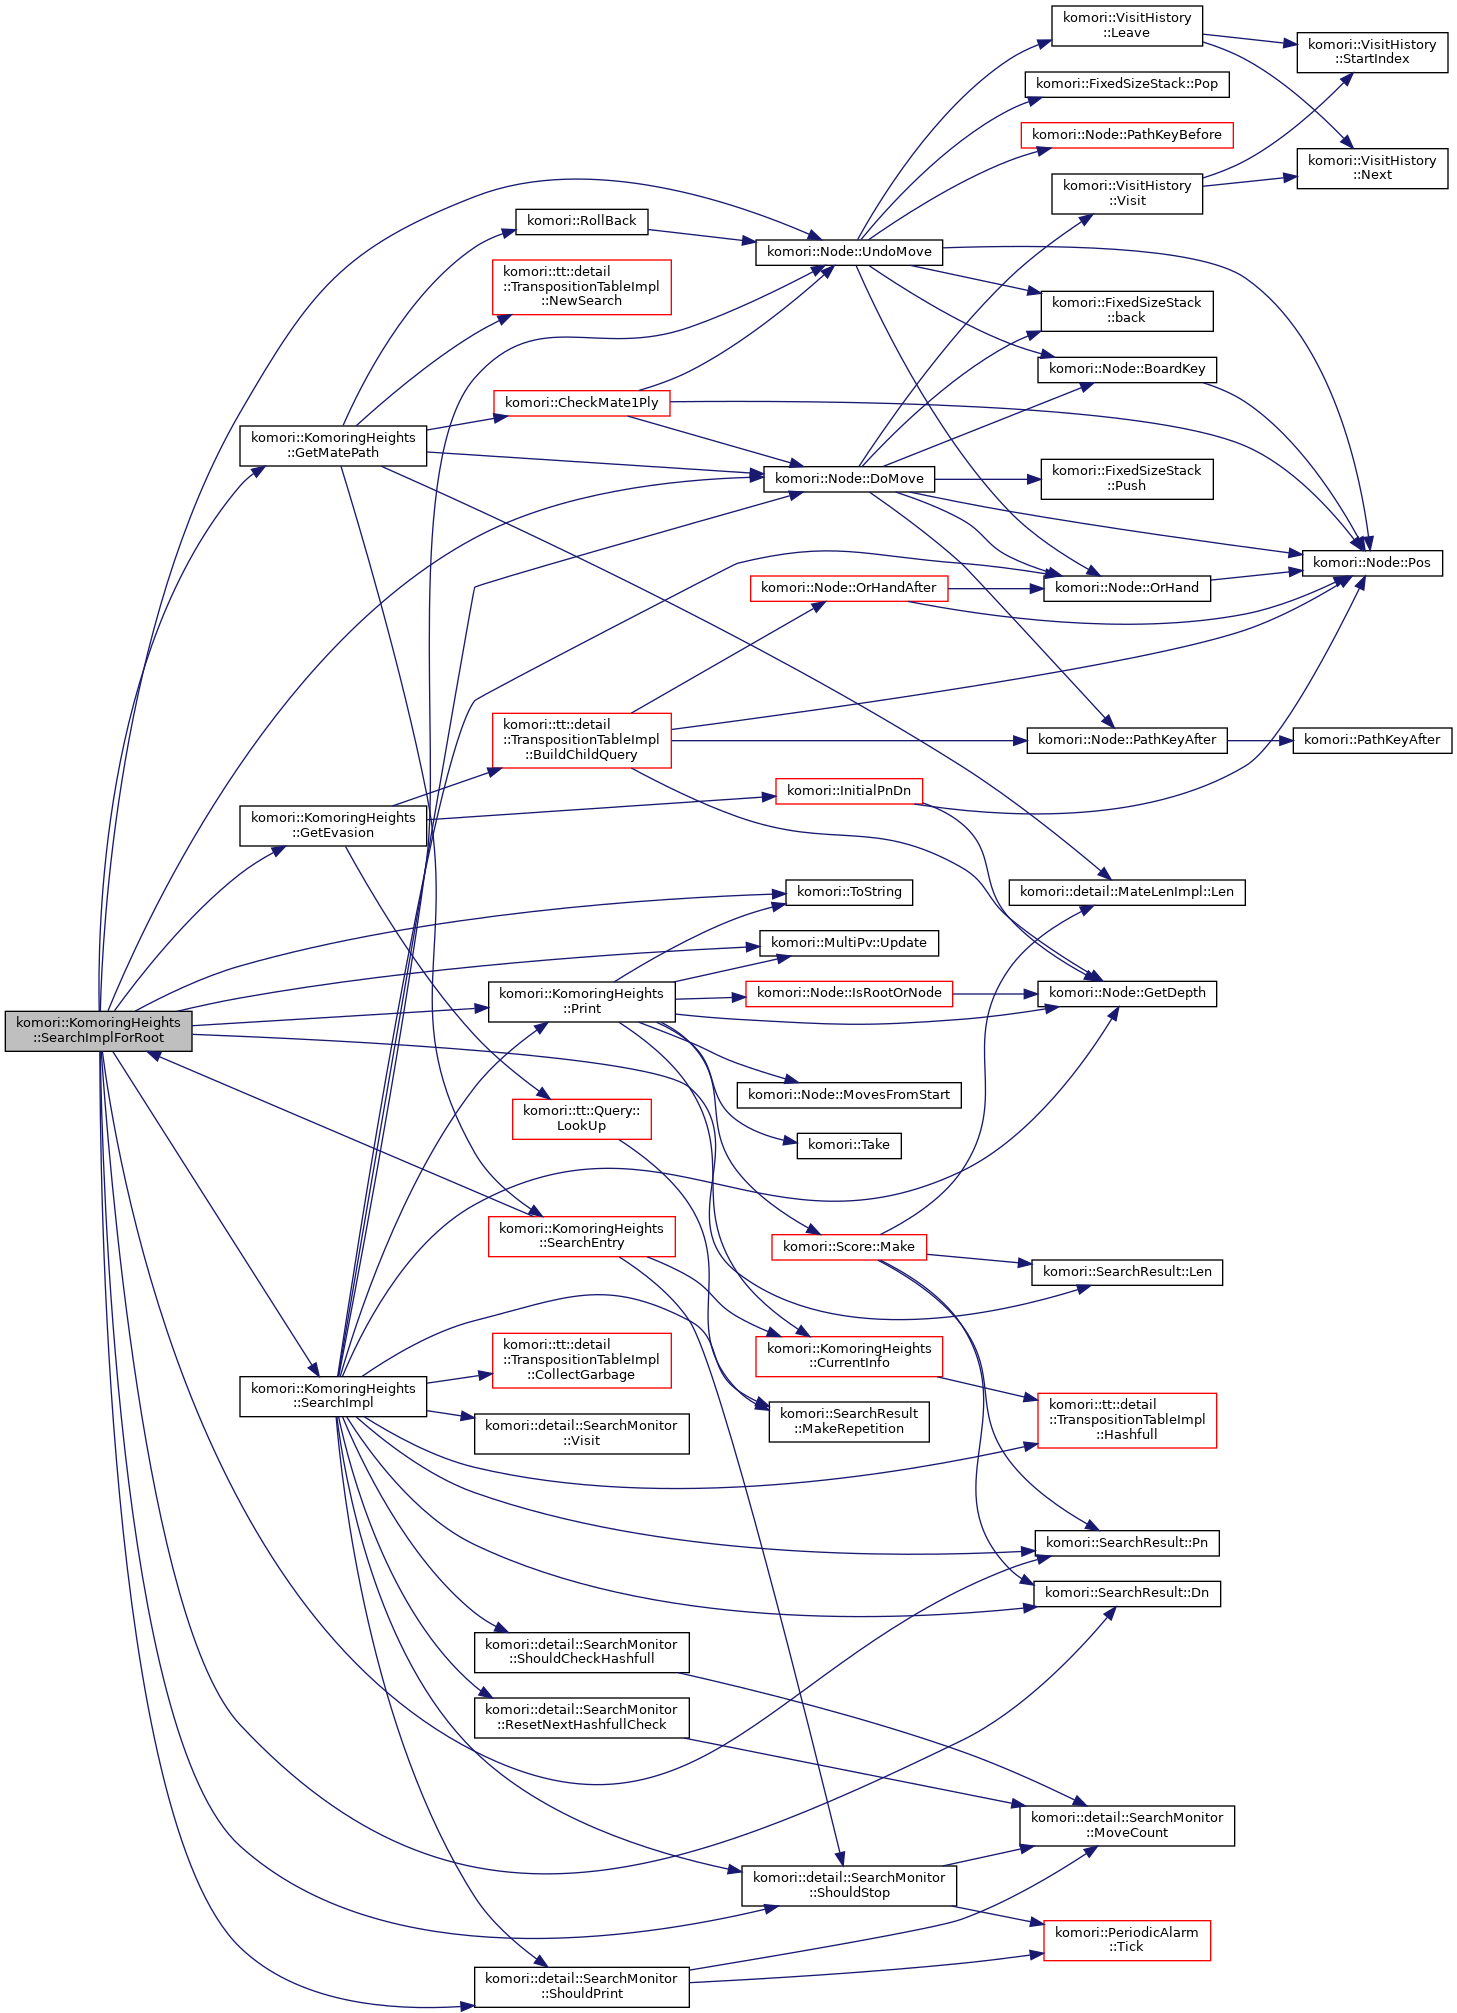 komori::VisitHistory
::Leave
komori::VisitHistory
::StartIndex
komori::FixedSizeStack::Pop
komori::Node::PathKeyBefore
komori::VisitHistory
::Next
komori::VisitHistory
::Visit
komori::RollBack
komori::Node::UndoMove
komori::tt::detail
::TranspositionTableImpl
::NewSearch
komori::FixedSizeStack
::back
komori::Node::BoardKey
komori::CheckMate1Ply
komori::KomoringHeights
::GetMatePath
komori::Node::DoMove
komori::FixedSizeStack
::Push
komori::Node::Pos
komori::Node::OrHandAfter
komori::Node::OrHand
komori::tt::detail
::TranspositionTableImpl
::BuildChildQuery
komori::Node::PathKeyAfter
komori::PathKeyAfter
komori::InitialPnDn
komori::KomoringHeights
::GetEvasion
komori::ToString
komori::detail::MateLenImpl::Len
komori::MultiPv::Update
komori::KomoringHeights
::Print
komori::Node::IsRootOrNode
komori::Node::GetDepth
komori::KomoringHeights
::SearchImplForRoot
komori::Node::MovesFromStart
komori::tt::Query::
LookUp
komori::Take
komori::KomoringHeights
::SearchEntry
komori::Score::Make
komori::SearchResult::Len
komori::KomoringHeights
::CurrentInfo
komori::tt::detail
::TranspositionTableImpl
::CollectGarbage
komori::KomoringHeights
::SearchImpl
komori::SearchResult
::MakeRepetition
komori::tt::detail
::TranspositionTableImpl
::Hashfull
komori::detail::SearchMonitor
::Visit
komori::SearchResult::Pn
komori::SearchResult::Dn
komori::detail::SearchMonitor
::ShouldCheckHashfull
komori::detail::SearchMonitor
::ResetNextHashfullCheck
komori::detail::SearchMonitor
::MoveCount
komori::detail::SearchMonitor
::ShouldStop
komori::PeriodicAlarm
::Tick
komori::detail::SearchMonitor
::ShouldPrint